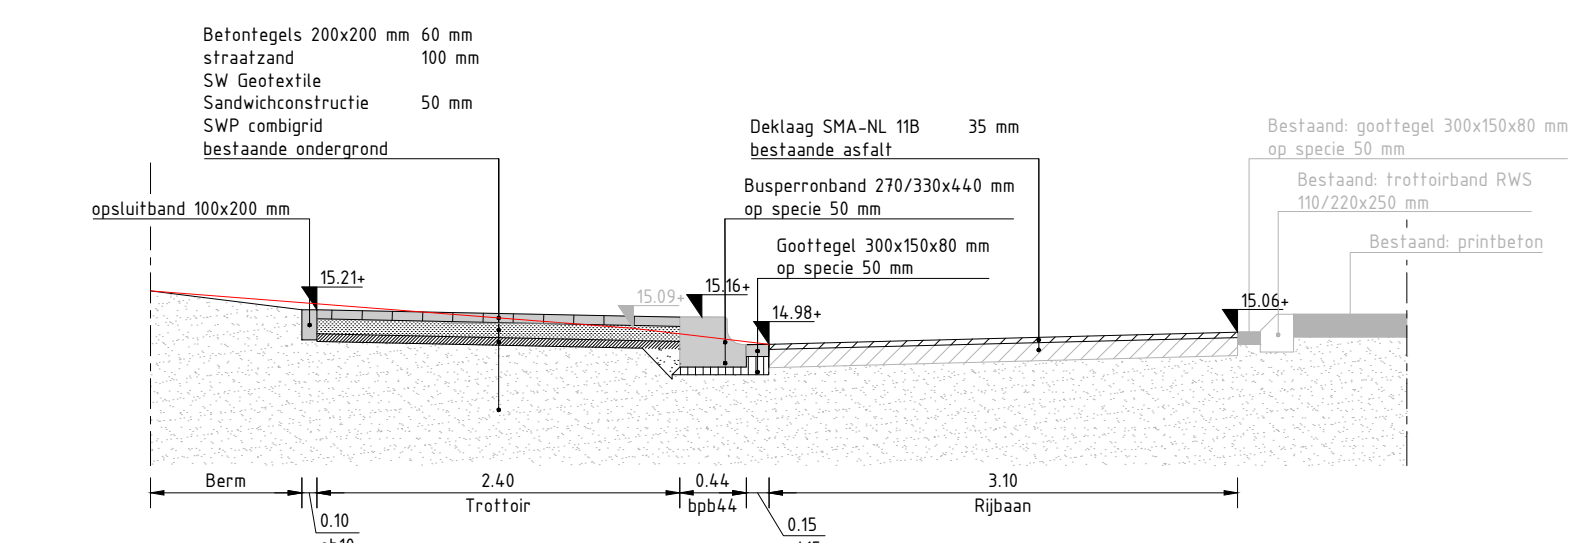 Betontegels 200x200 mm 60 mm
straatzand 100 mm
SW Geotextile
Sandwichconstructie 50 mm
SWP combigrid
bestaande ondergrond
Deklaag SMA-NL 11B 35 mm
bestaande asfalt
Bestaand: goottegel 300x150x80 mm
op specie 50 mm
Busperronband 270/330x440 mm
op specie 50 mm
Bestaand: trottoirband RWS
110/220x250 mm
opsluitband 100x200 mm
Goottegel 300x150x80 mm
op specie 50 mm
Bestaand: printbeton
15.21+
15.09+
15.16+
14.98+
15.06+
Berm
2.40
Trottoir
0.44
bpb44
3.10
Rijbaan
0.10
0.15